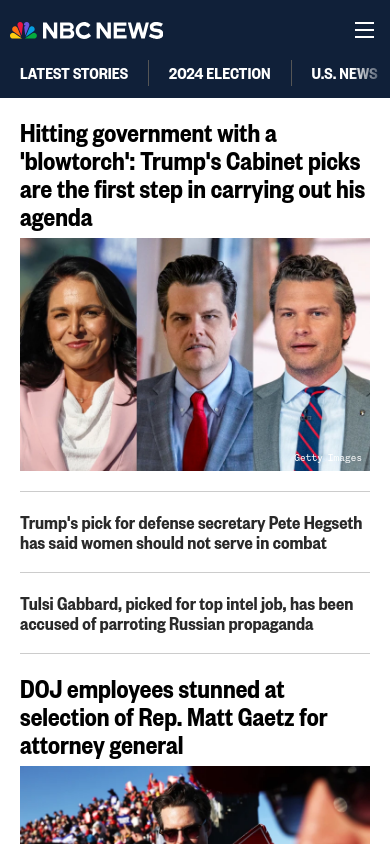 NBC NEWS
LATEST STORIES
2024 ELECTION
U.S. NEWS
Hitting government with a
'blowtorch': Trump's Cabinet picks
are the first step in carrying out his
agenda
Getty Images
Trump's pick for defense secretary Pete Hegseth
has said women should not serve in combat
Tulsi Gabbard, picked for top intel job, has been
accused of parroting Russian propaganda
DOJ employees stunned at
selection of Rep. Matt Gaetz for
attorney general